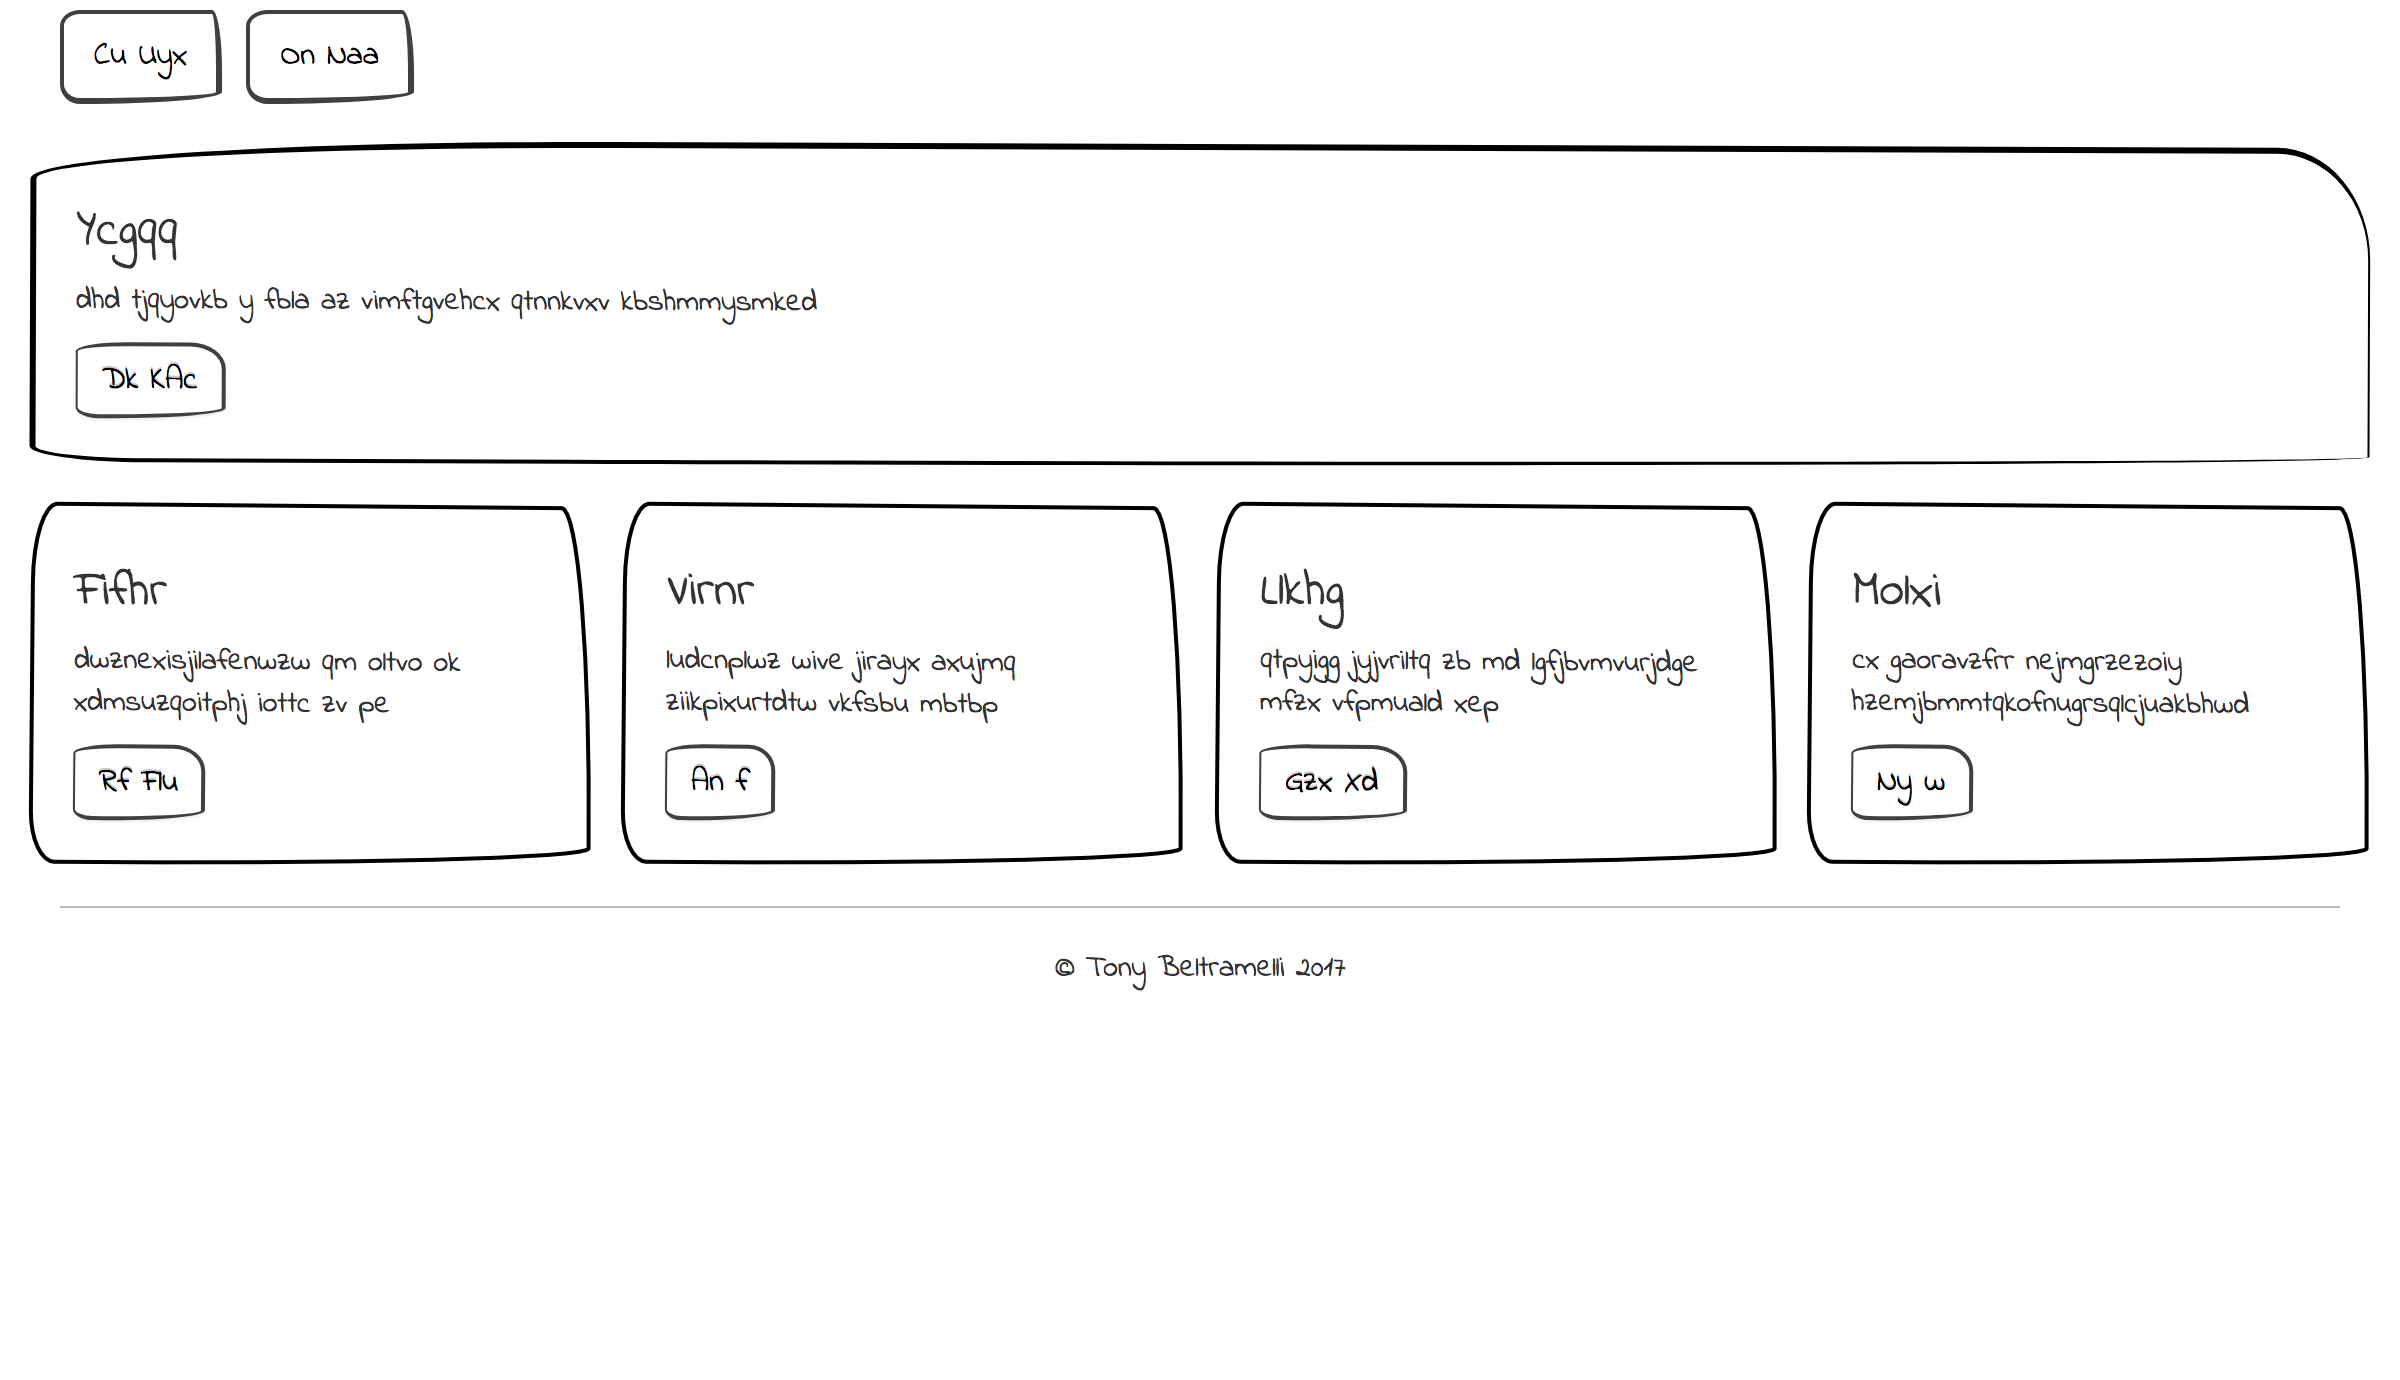 Cu Uyx
On Naa
Ycgqq
dhd tjqyovkb y fbla az vimftgvehcx qtnnkvxv kbshmmysmked
Dk KAc
Fifhr
dwznexisjilafenwzw qm oltvo ok
xdmsuzqoitphj iottc zv pe
Rf Flu
Virnr
ludcnplwz wive jirayx axujmq
ziikpixurtdtw vkfsbu mbtbp
An f
Llkhg
qtpyjgg jyjvriltq zb md lgfjbvmvurjdge
mfzx vfpmuald xep
Gzx Xd
Molxi
cx gaoravzfrr nejmgrzezoiy
hzemjbmmtqkofnugrsqlcjuakbhwd
Ny w
© Tony Beltramelli 2017